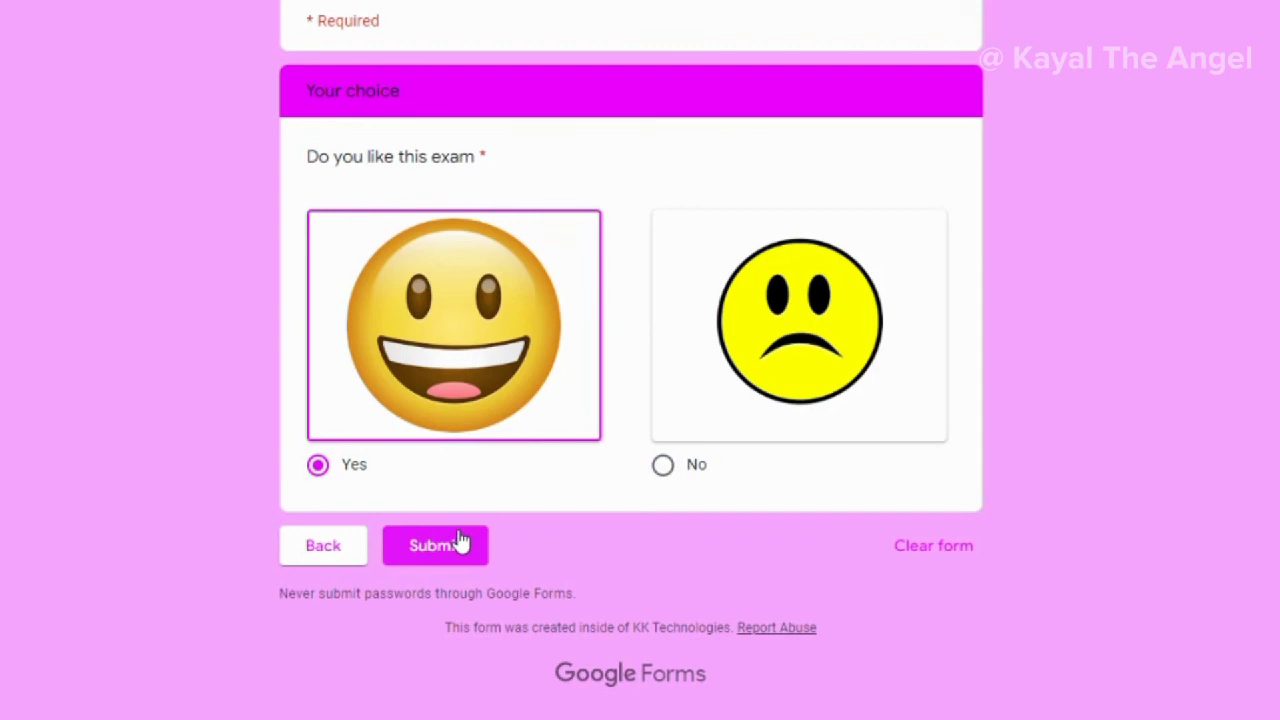 * Required
@ Kayal The Angel
Your choice
Do you like this exam *
Yes
No
Back
Submit
Clear form
Never submit passwords through Google Forms.
This form was created inside of KK Technologies. Report Abuse
Google Forms